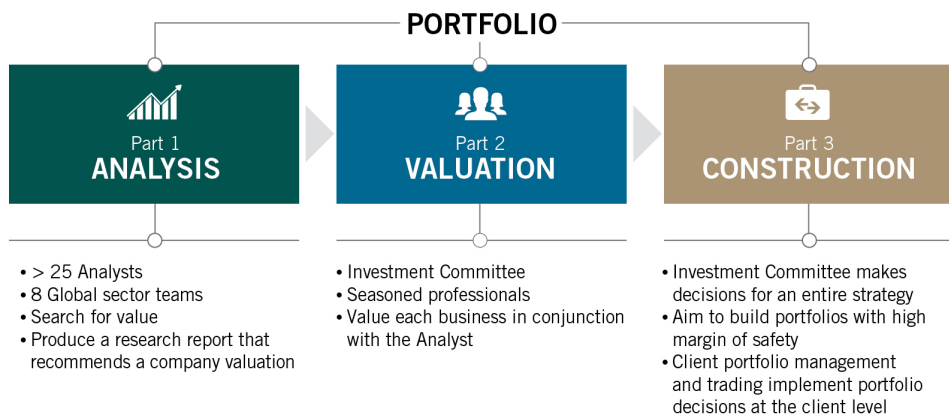 PORTFOLIO
Part 1
ANALYSIS
• > 25 Analysts
• 8 Global sector teams
• Search for value
• Produce a research report that
recommends a company valuation
Part 2
VALUATION
• Investment Committee
• Seasoned professionals
• Value each business in conjunction
with the Analyst
Part 3
CONSTRUCTION
• Investment Committee makes
decisions for an entire strategy
• Aim to build portfolios with high
margin of safety
• Client portfolio management
and trading implement portfolio
decisions at the client level